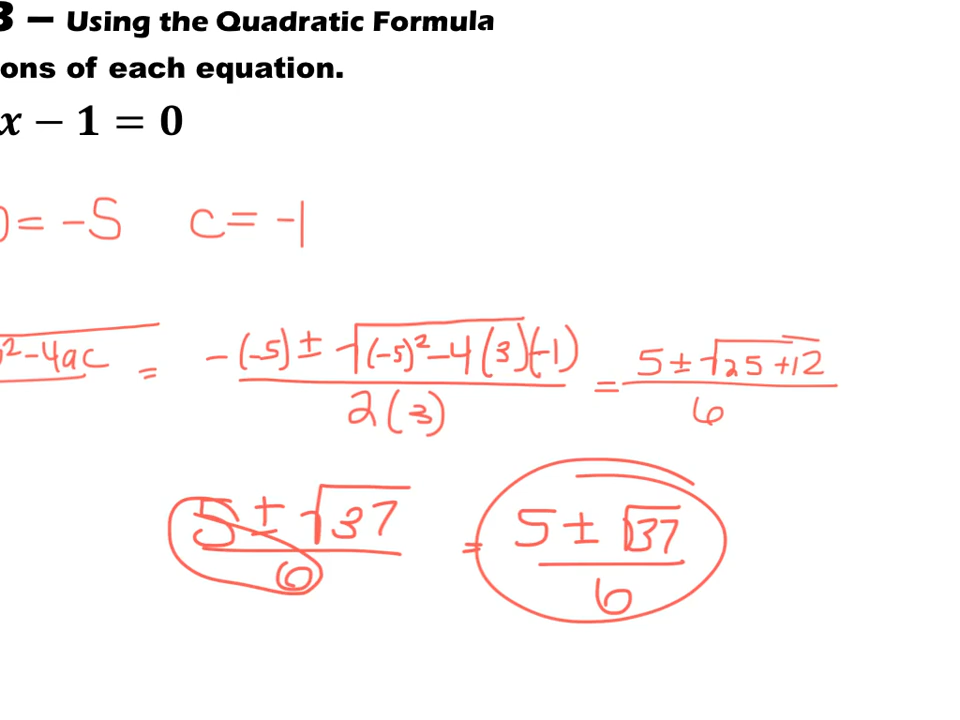 3 – Using the Quadratic Formula
ons of each equation.
x − 1 = 0
b = -5 c = -1
²-4ac = -(-5) ± √(-5)²-4(3)(-1) / 2(3) = 5 ± √25+12 / 6
5 ± √37 / 6 = 5 ± √37 / 6